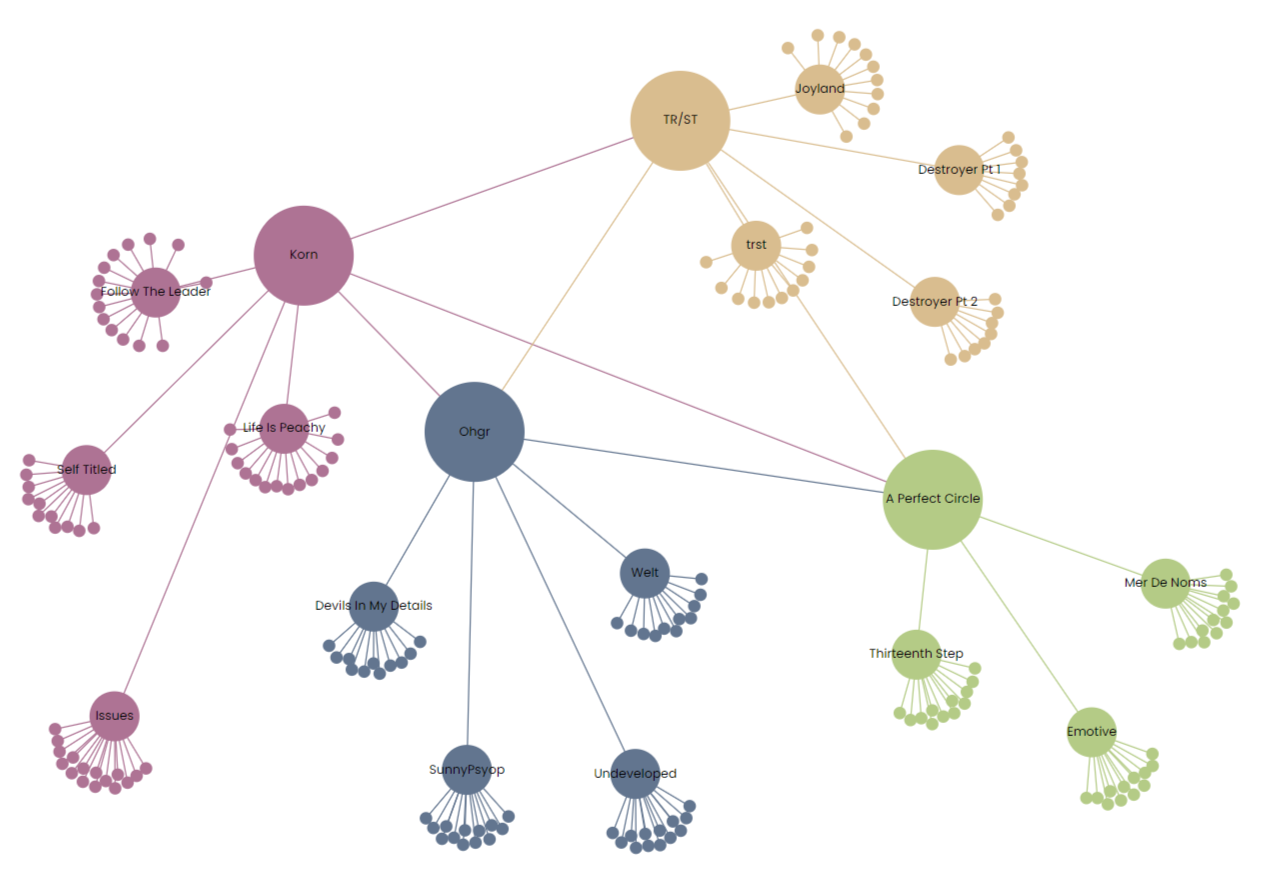 Joyland
TR/ST
Destroyer Pt 1
trst
Korn
Follow The Leader
Destroyer Pt 2
Life Is Peachy
Ohgr
Self Titled
A Perfect Circle
Welt
Mer De Noms
Devils In My Details
Thirteenth Step
Issues
Emotive
SunnyPsyop
Undeveloped